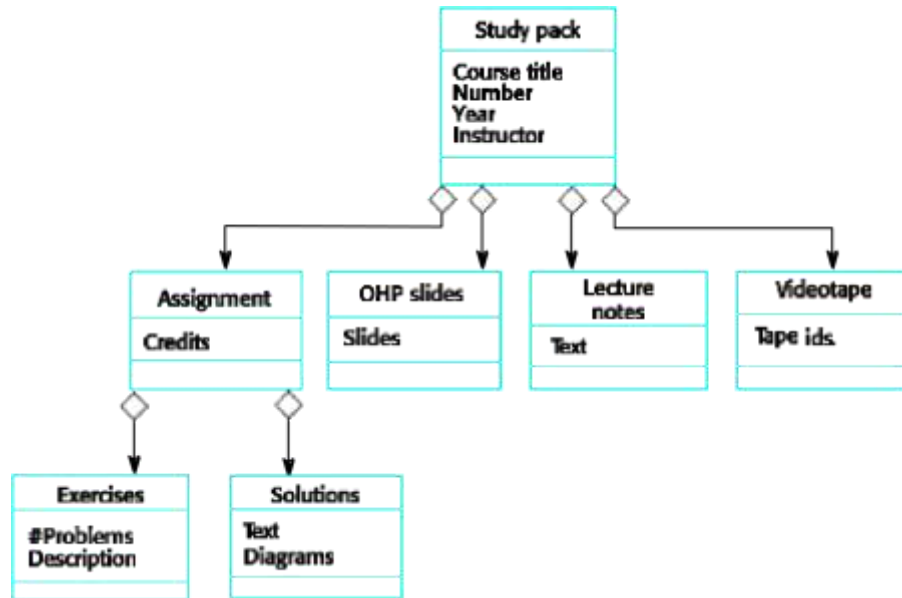 Study pack
Course title
Number
Year
Instructor
Assignment
Credits
OHP slides
Slides
Lecture
notes
Text
Videotape
Tape ids.
Exercises
#Problems
Description
Solutions
Text
Diagrams